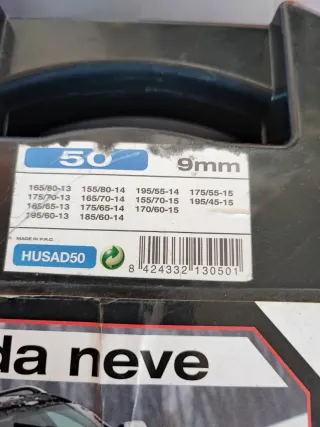 50 9mm
165/80-13 155/80-14 195/55-14 175/55-15
175/70-13 165/70-14 155/70-15 195/45-15
185/65-13 175/65-14 170/60-15
195/60-13 185/60-14
MADE IN P.R.C.
HUSAD50
8 424332 130501
da neve